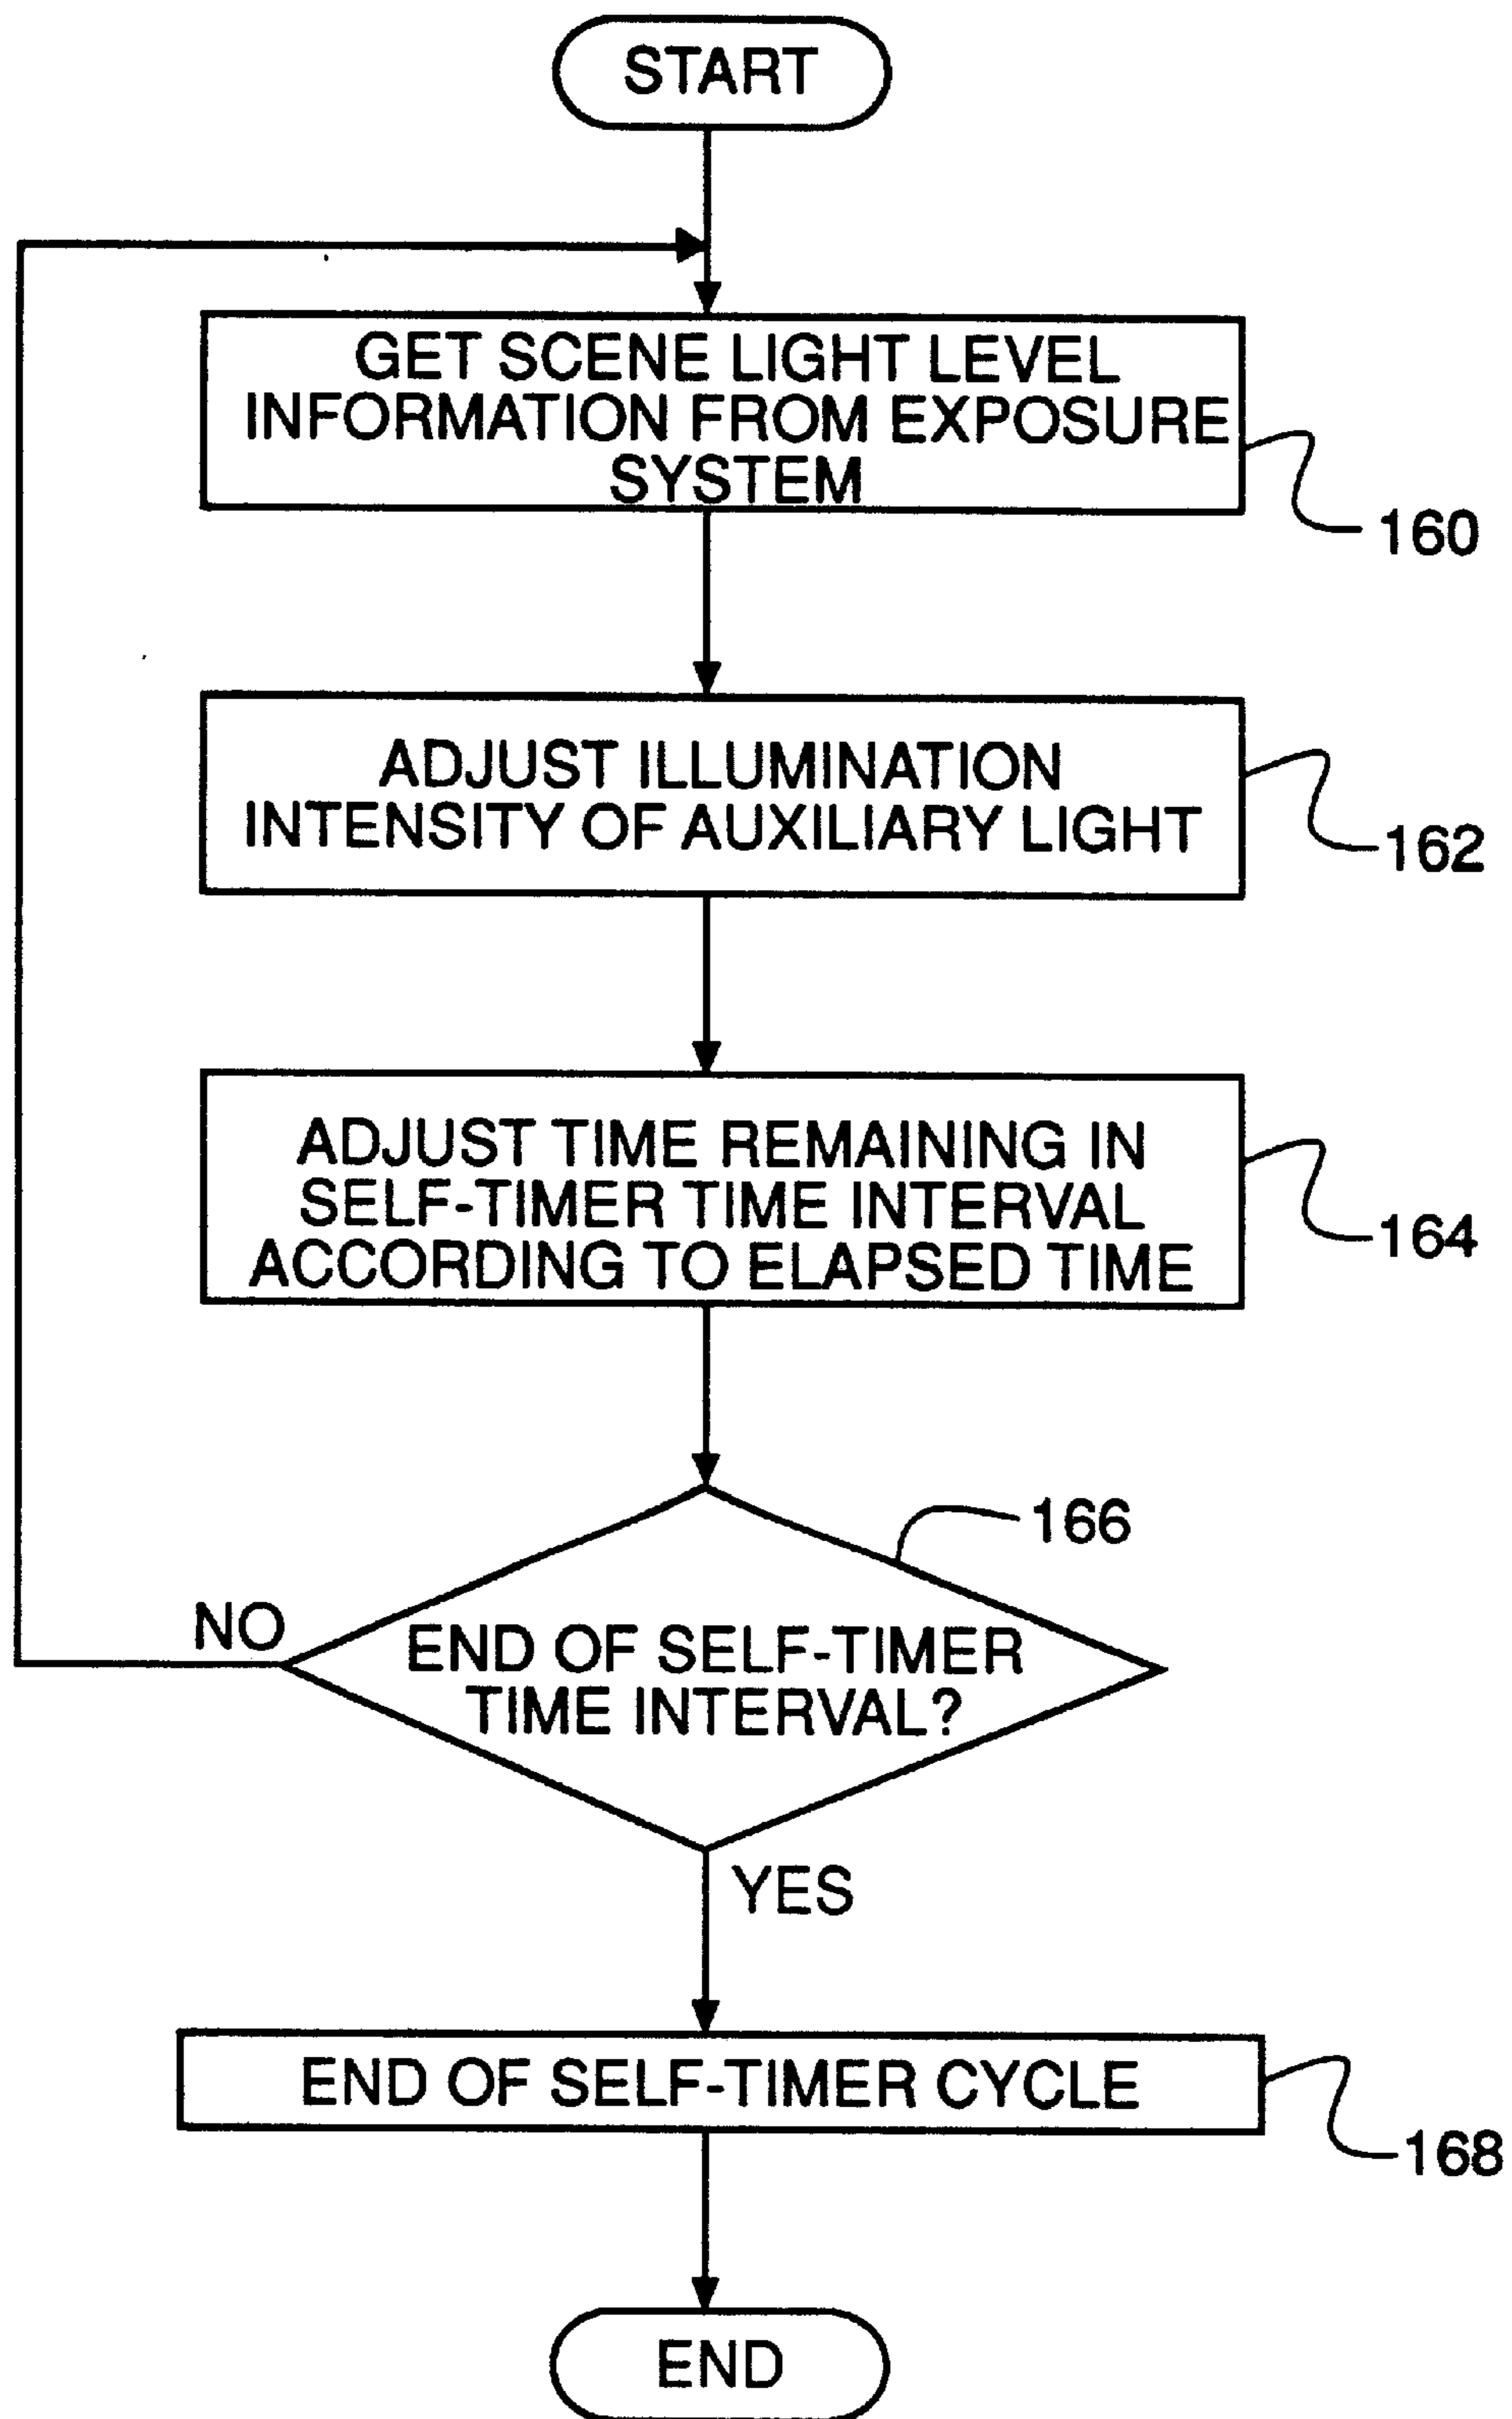 START
GET SCENE LIGHT LEVEL
INFORMATION FROM EXPOSURE
SYSTEM
160
ADJUST ILLUMINATION
INTENSITY OF AUXILIARY LIGHT
162
ADJUST TIME REMAINING IN
SELF-TIMER TIME INTERVAL
ACCORDING TO ELAPSED TIME
164
166
NO
END OF SELF-TIMER
TIME INTERVAL?
YES
END OF SELF-TIMER CYCLE
168
END